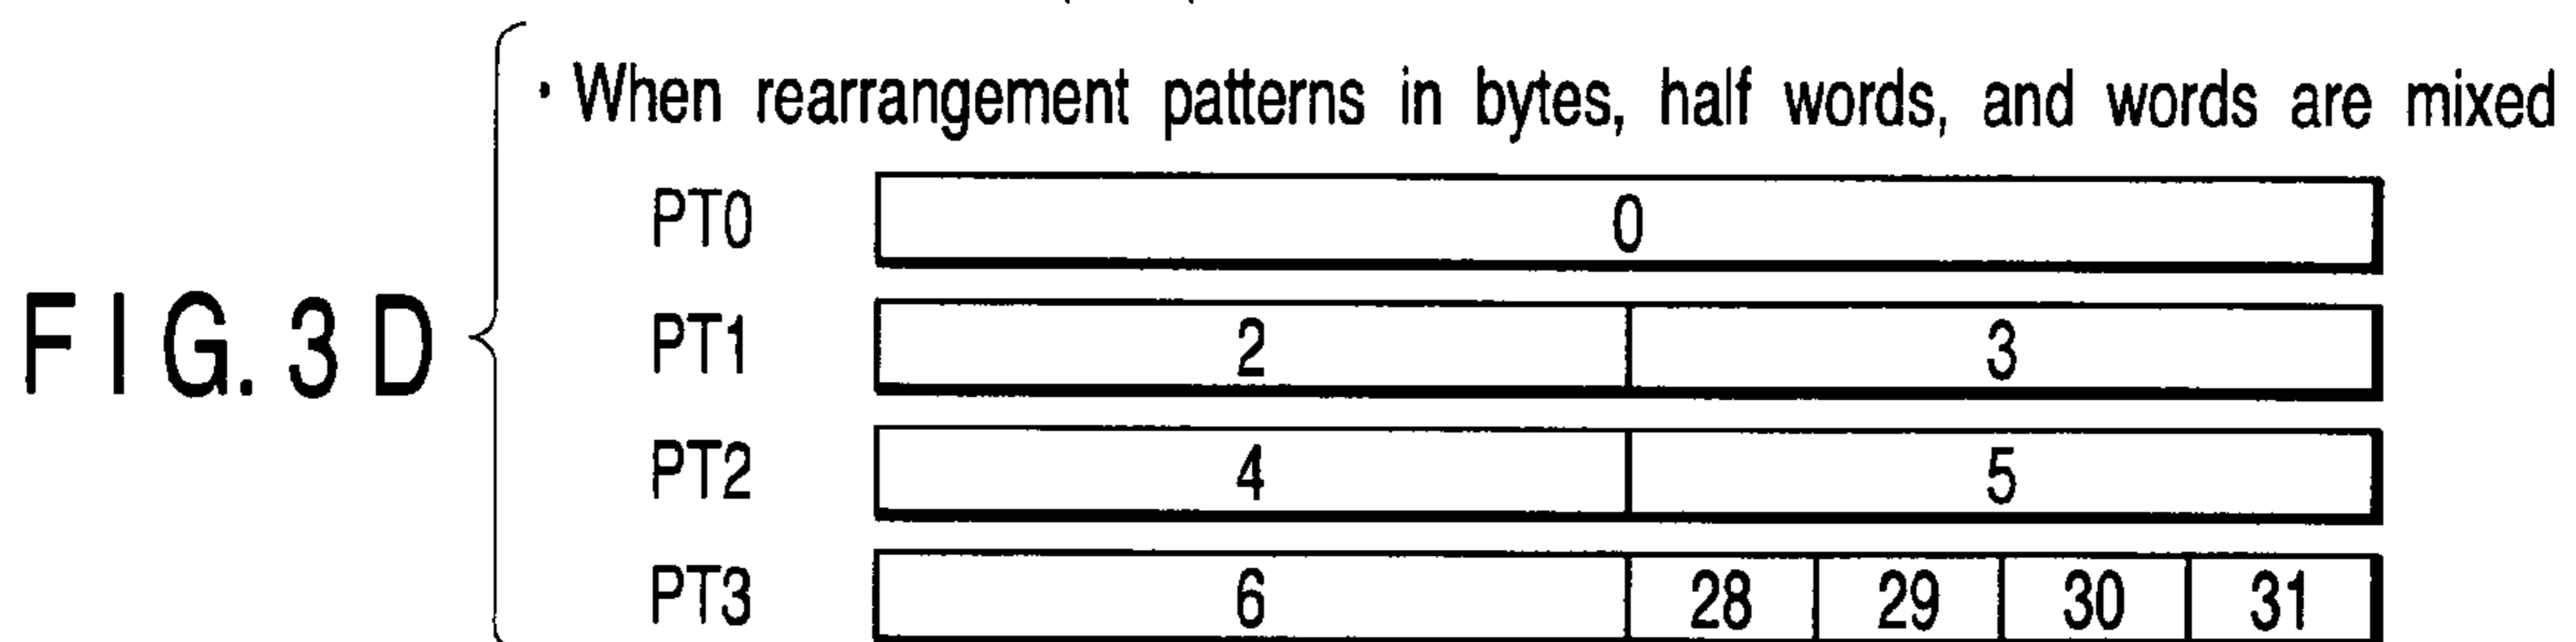 · When rearrangement patterns in bytes, half words, and words are mixed
PT0 0
FIG. 3D PT1 2 3
PT2 4 5
PT3 6 28 29 30 31